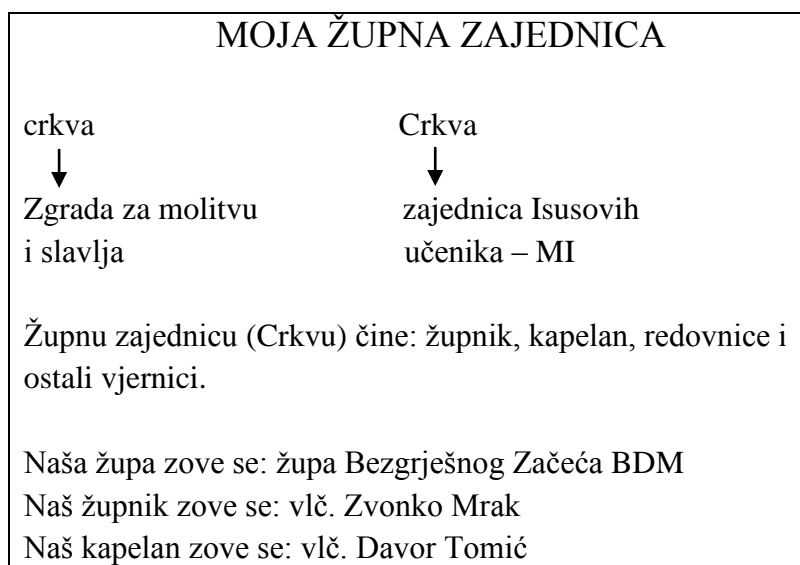 MOJA ŽUPNA ZAJEDNICA
crkva Crkva
Zgrada za molitvu zajednica Isusovih
i slavlja učenika – MI
Župnu zajednicu (Crkvu) čine: župnik, kapelan, redovnice i
ostali vjernici.
Naša župa zove se: župa Bezgrješnog Začeća BDM
Naš župnik zove se: vlč. Zvonko Mrak
Naš kapelan zove se: vlč. Davor Tomić